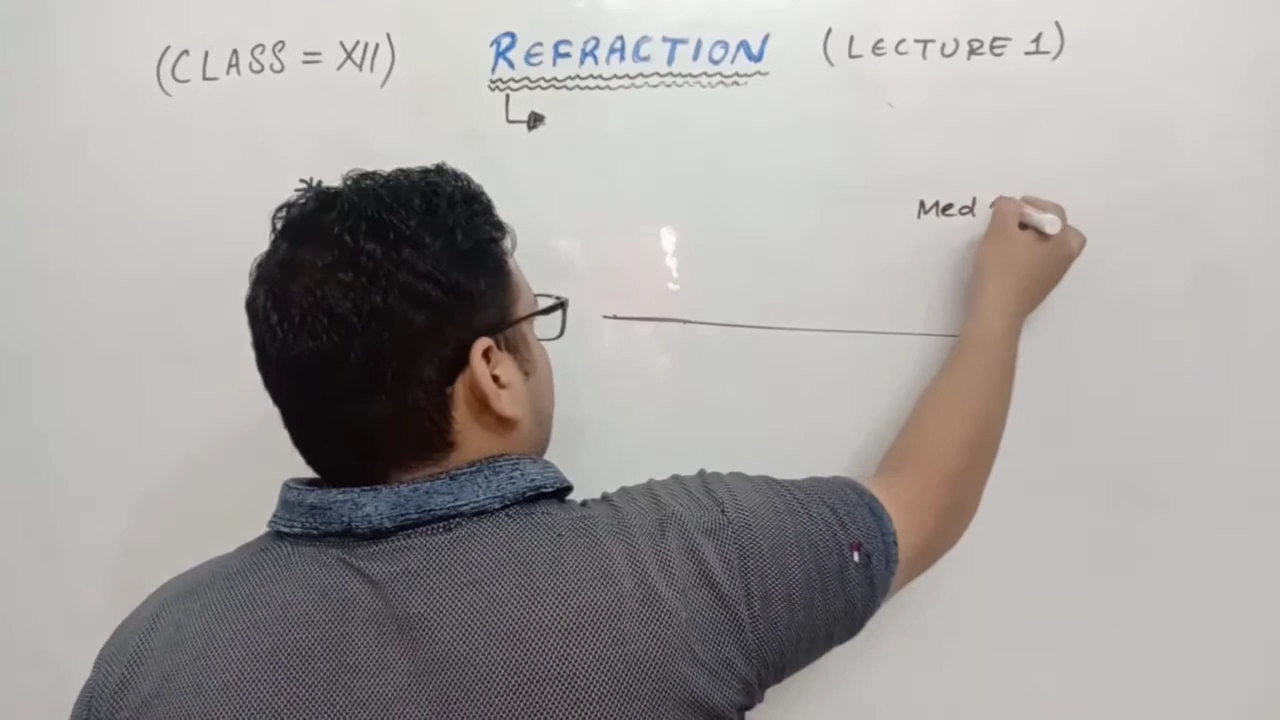 (CLASS = XII) REFRACTION (LECTURE 1)
Med